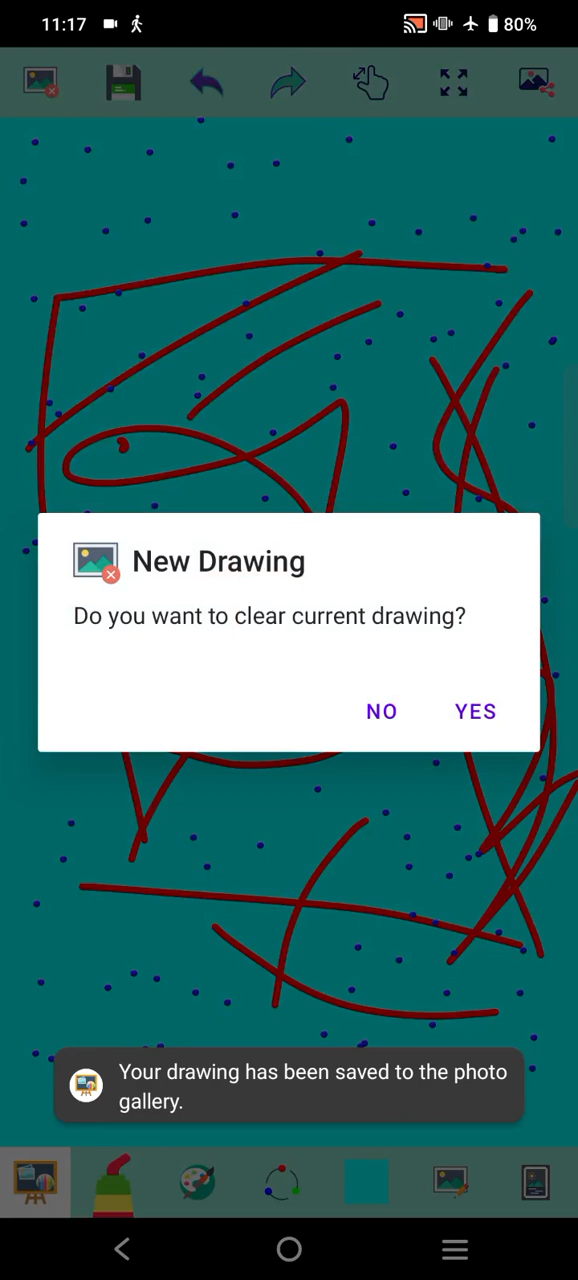 11:17
80%
New Drawing
Do you want to clear current drawing?
NO
YES
Your drawing has been saved to the photo
gallery.